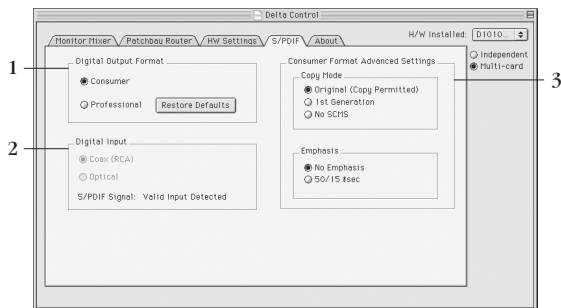 Delta Control
Monitor Mixer Patchbay Router HW Settings S/PDIF About
H/W Installed: D1010...
Independent
Multi-card
1
Digital Output Format
Consumer
Professional Restore Defaults
2
Digital Input
Coax (RCA)
Optical
S/PDIF Signal: Valid Input Detected
3
Consumer Format Advanced Settings
Copy Mode
Original (Copy Permitted)
1st Generation
No SCMS
Emphasis
No Emphasis
50/15 sec